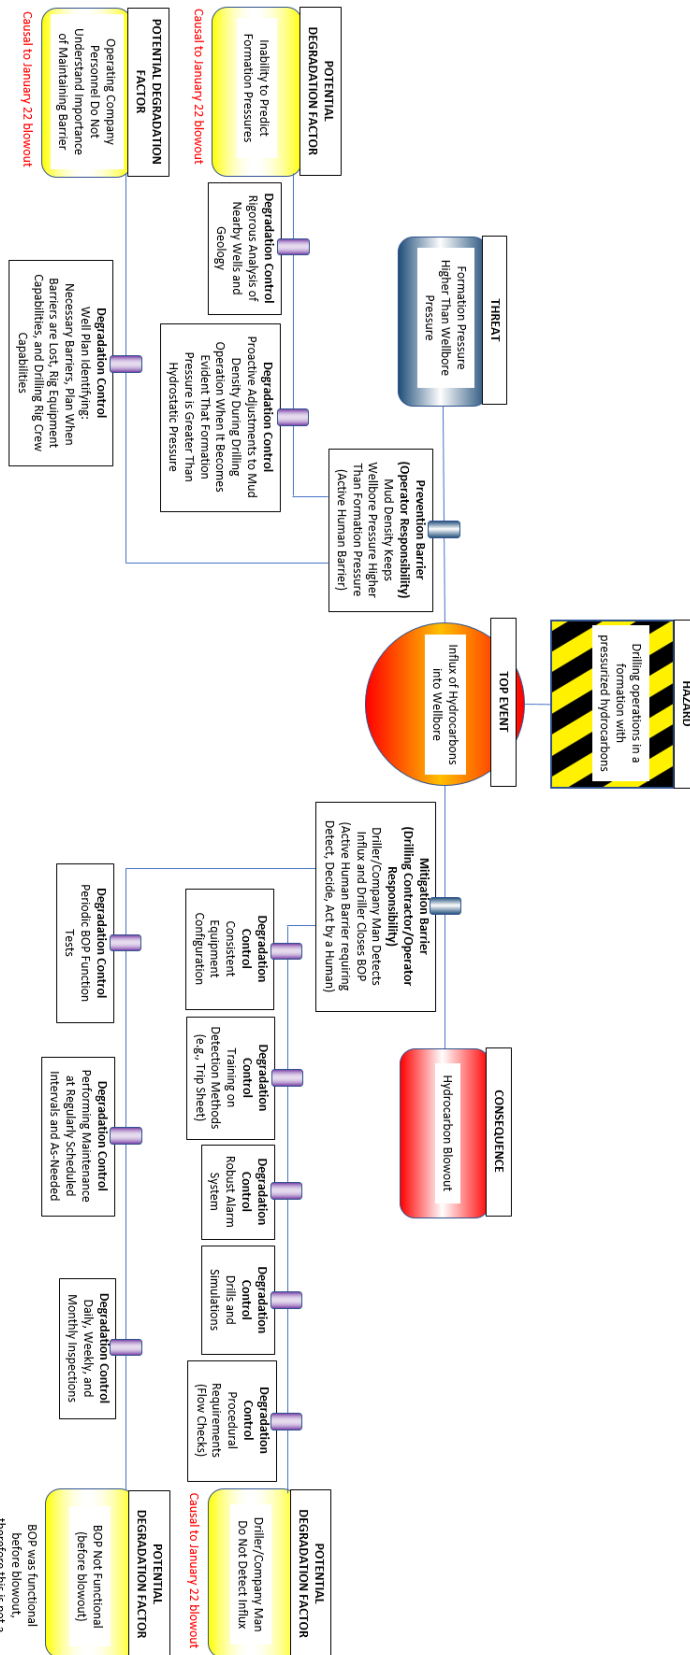 HAZARD
Drilling operations in a
formation with
pressurized hydrocarbons
THREAT
Formation Pressure
Higher Than Wellbore
Pressure
TOP EVENT
Influx of Hydrocarbons
into Wellbore
CONSEQUENCE
Hydrocarbon Blowout
Prevention Barrier
(Operator Responsibility)
Mud Density Keeps
Wellbore Pressure Higher
Than Formation Pressure
(Active Human Barrier)
Mitigation Barrier
(Drilling Contractor/Operator
Responsibility)
Driller/Company Man Detects
Influx and Driller Closes BOP
(Active Human Barrier requiring
Detect, Decide, Act by a Human)
POTENTIAL
DEGRADATION FACTOR
Inability to Predict
Formation Pressures
Causal to January 22 blowout
Degradation Control
Rigorous Analysis of
Nearby Wells and
Geology
Degradation Control
Proactive Adjustments to Mud
Density During Drilling
Operation When It Becomes
Evident That Formation
Pressure is Greater Than
Hydrostatic Pressure
Degradation
Control
Consistent
Equipment
Configuration
Degradation
Control
Training on
Detection Methods
(e.g., Trip Sheet)
Degradation
Control
Robust Alarm
System
Degradation
Control
Drills and
Simulations
Degradation
Control
Procedural
Requirements
(Flow Checks)
POTENTIAL
DEGRADATION FACTOR
Driller/Company Man
Do Not Detect Influx
Causal to January 22 blowout
POTENTIAL DEGRADATION
FACTOR
Operating Company
Personnel Do Not
Understand Importance
of Maintaining Barrier
Causal to January 22 blowout
Degradation Control
Well Plan Identifying:
Necessary Barriers, Plan When
Barriers are Lost, Rig Equipment
Capabilities, and Drilling Rig Crew
Capabilities
Degradation Control
Periodic BOP Function
Tests
Degradation Control
Performing Maintenance
at Regularly Scheduled
Intervals and As-Needed
Degradation Control
Daily, Weekly, and
Monthly Inspections
POTENTIAL
DEGRADATION FACTOR
BOP Not Functional
(before blowout)
BOP was functional
before blowout,
therefore this is not a